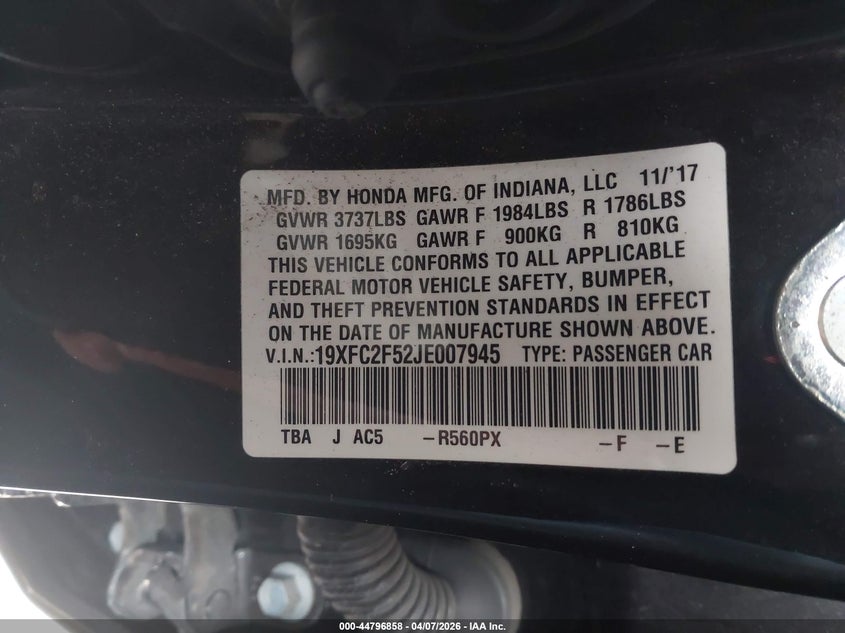 MFD. BY HONDA MFG. OF INDIANA, LLC 11/'17
GVWR 3737LBS GAWR F 1984LBS R 1786LBS
GVWR 1695KG GAWR F 900KG R 810KG
THIS VEHICLE CONFORMS TO ALL APPLICABLE
FEDERAL MOTOR VEHICLE SAFETY, BUMPER,
AND THEFT PREVENTION STANDARDS IN EFFECT
ON THE DATE OF MANUFACTURE SHOWN ABOVE.
V.I.N.:19XFC2F52JE007945 TYPE: PASSENGER CAR
TBA J AC5 –R560PX –F –E
000-44796858 - 04/07/2026 - IAA Inc.